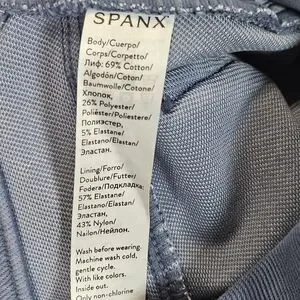 SPANX®
Body/Cuerpo/
Corps/Corpetto/
Лиф: 69% Cotton/
Algodón/Coton/
Baumwolle/Cotone/
Хлопок,
26% Polyester/
Poliéster/Poliestere/
Полиэстер,
5% Elastane/
Elastano/Elastan/
Эластан.
Lining/Forro/
Doublure/Futter/
Fodera/Подкладка:
57% Elastane/
Elastano/Elastan/
Эластан,
43% Nylon/
Nailon/Нейлон.
Wash before wearing.
Machine wash cold,
gentle cycle.
With like colors.
Inside out.
Only non-chlorine